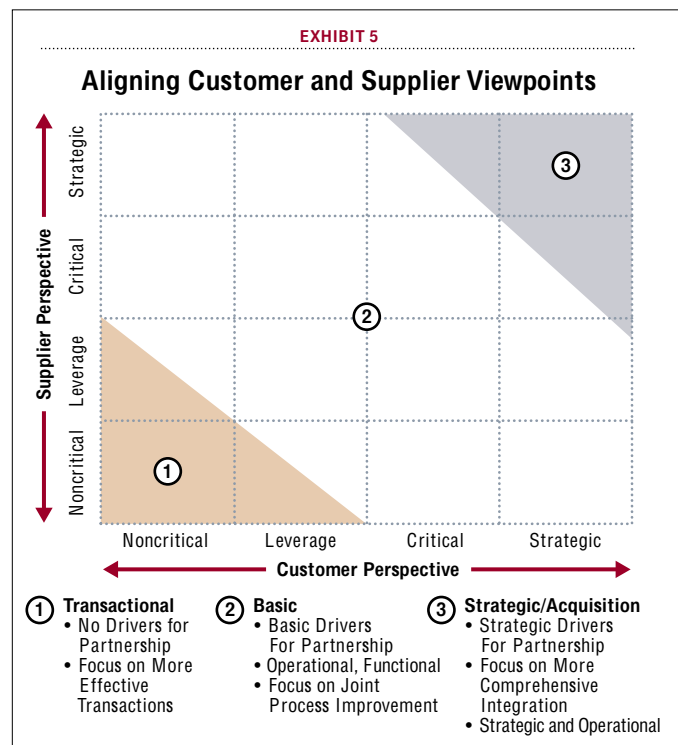 EXHIBIT 5
Aligning Customer and Supplier Viewpoints
Supplier Perspective
Strategic
Critical
Leverage
Noncritical
3
2
1
Noncritical Leverage Critical Strategic
Customer Perspective
1 Transactional
• No Drivers for
Partnership
• Focus on More
Effective
Transactions
2 Basic
• Basic Drivers
For Partnership
• Operational, Functional
• Focus on Joint
Process Improvement
3 Strategic/Acquisition
• Strategic Drivers
For Partnership
• Focus on More
Comprehensive
Integration
• Strategic and Operational